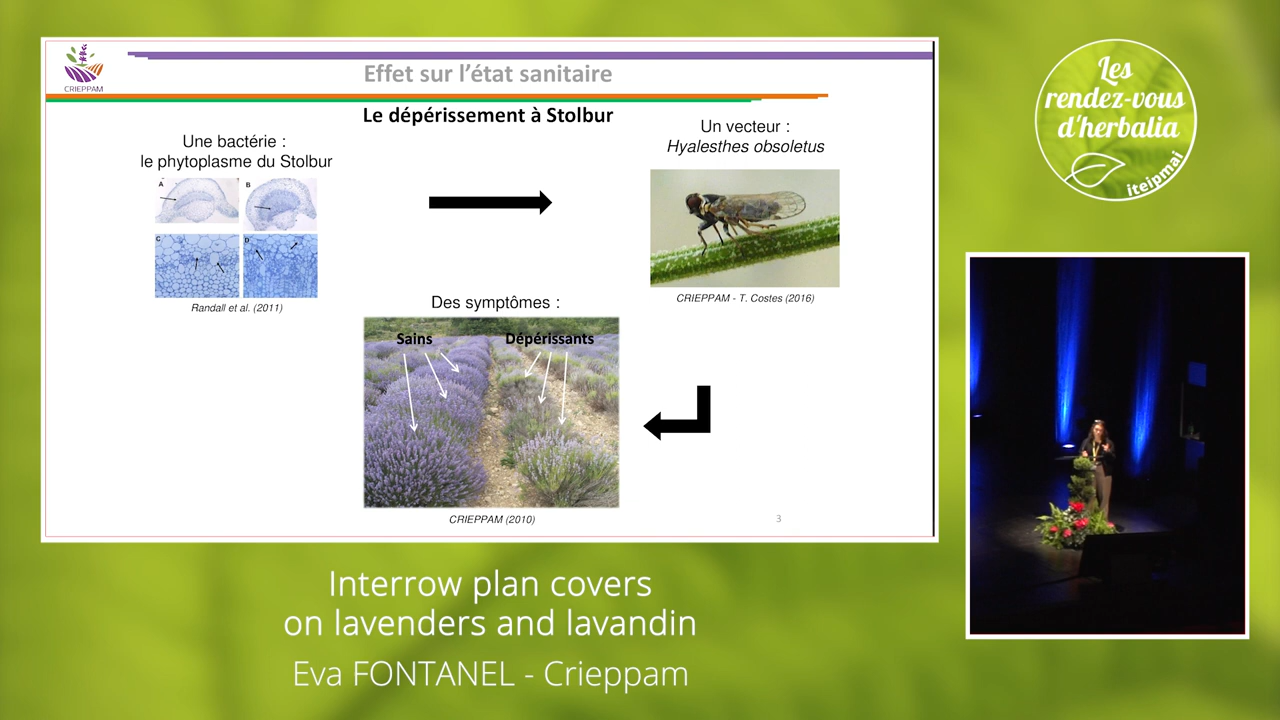 CRIEPPAM
Effet sur l'état sanitaire
Le dépérissement à Stolbur
Une bactérie :
le phytoplasme du Stolbur
A
B
C
D
Randall et al. (2011)
Un vecteur :
Hyalesthes obsoletus
CRIEPPAM - T. Costes (2016)
Des symptômes :
Sains
Dépérissants
CRIEPPAM (2010)
3
Les
rendez-vous
d'herbalia
iteipmai
Interrow plan covers
on lavenders and lavandin
Eva FONTANEL - Crieppam